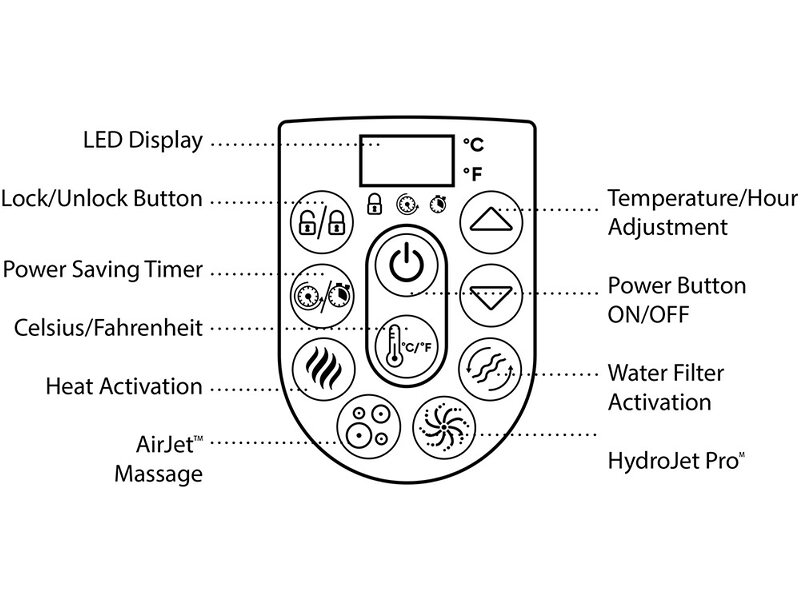 LED Display
°C
°F
Lock/Unlock Button
Temperature/Hour
Adjustment
Power Saving Timer
Power Button
ON/OFF
Celsius/Fahrenheit
F
°C/°F
Heat Activation
Water Filter
Activation
AirJet™
Massage
HydroJet Proᴹ